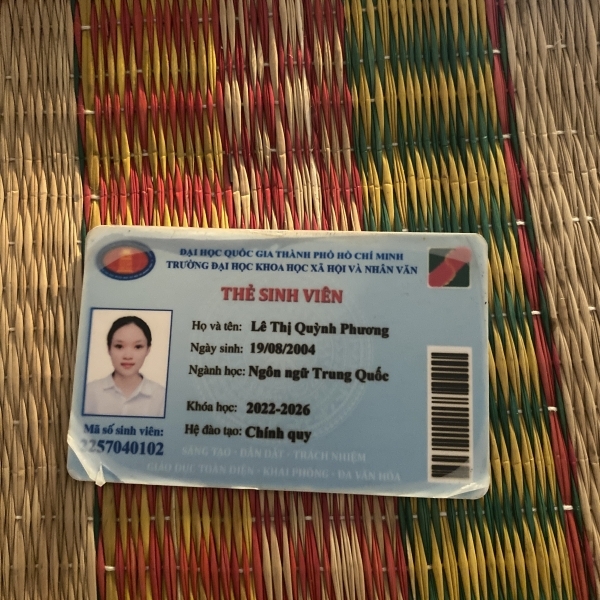 ĐẠI HỌC QUỐC GIA THÀNH PHỐ HỒ CHÍ MINH
TRƯỜNG ĐẠI HỌC KHOA HỌC XÃ HỘI VÀ NHÂN VĂN
THẺ SINH VIÊN
Họ và tên: Lê Thị Quỳnh Phương
Ngày sinh: 19/08/2004
Ngành học: Ngôn ngữ Trung Quốc
Khóa học: 2022-2026
Hệ đào tạo: Chính quy
Mã số sinh viên:
2257040102
SÁNG TẠO - DẪN DẮT - TRÁCH NHIỆM
GIÁO DỤC TOÀN DIỆN - KHAI PHÓNG - ĐA VĂN HÓA